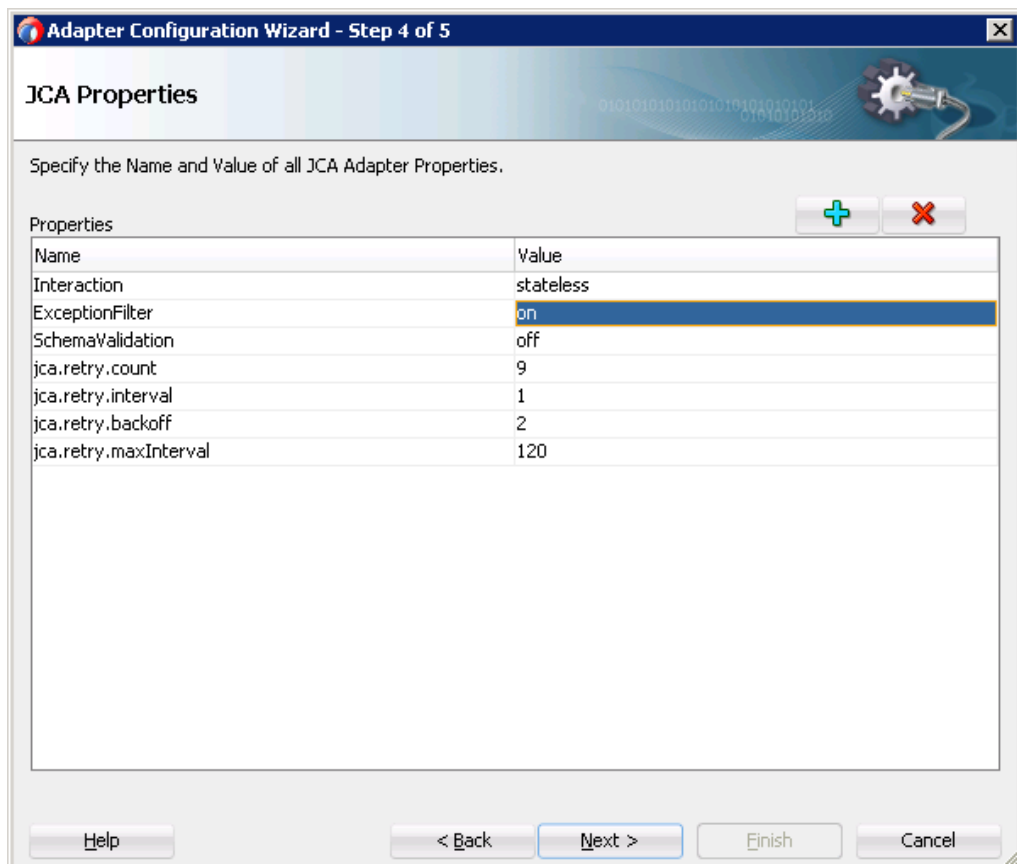 Adapter Configuration Wizard - Step 4 of 5
JCA Properties
0101010101010101010101010101
01010101010
Specify the Name and Value of all JCA Adapter Properties.
Properties
Name Value
Interaction stateless
ExceptionFilter on
SchemaValidation off
jca.retry.count 9
jca.retry.interval 1
jca.retry.backoff 2
jca.retry.maxInterval 120
Help < Back Next > Finish Cancel